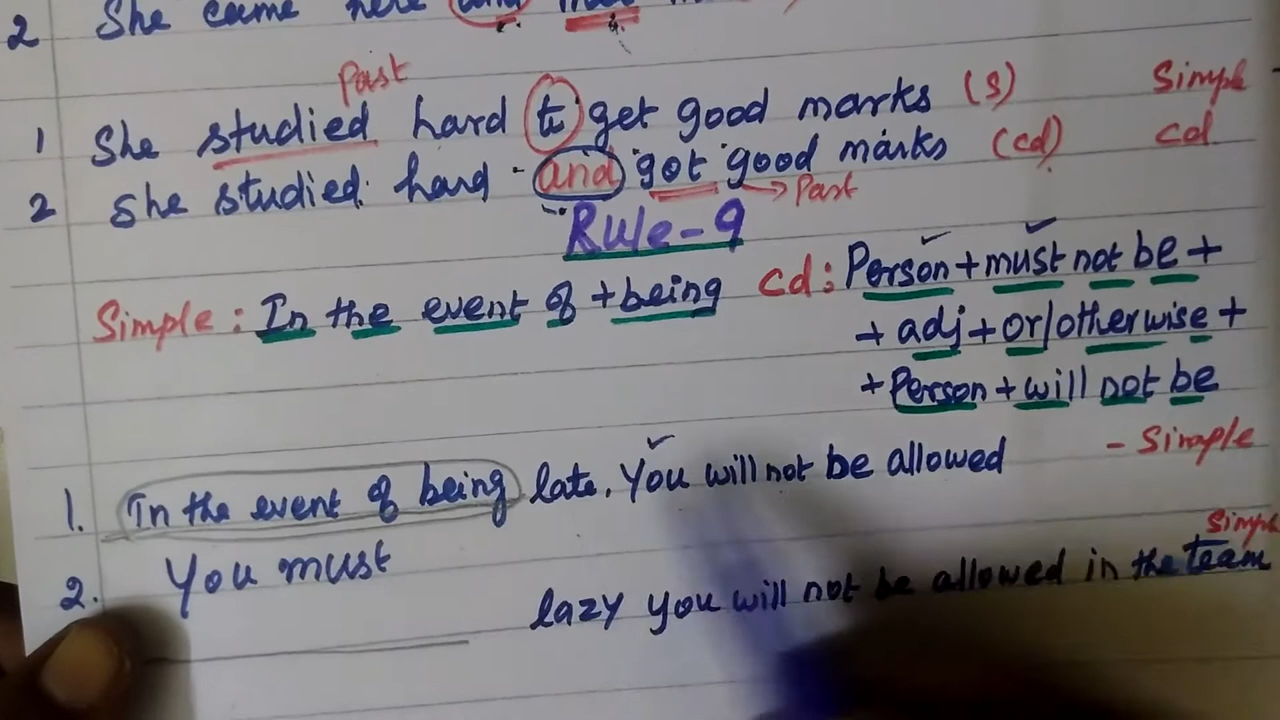 2 She came here and
Past
1 She studied hard to get good marks (S) Simple
2 She studied hard and got good marks (cd) cd
→ Past
Rule-9
Simple: In the event of + being cd: Person + must not be +
+ adj + or/otherwise +
+ Person + will not be
1. In the event of being late, You will not be allowed - Simple
You must
Simp
2. lazy you will not be allowed in the team